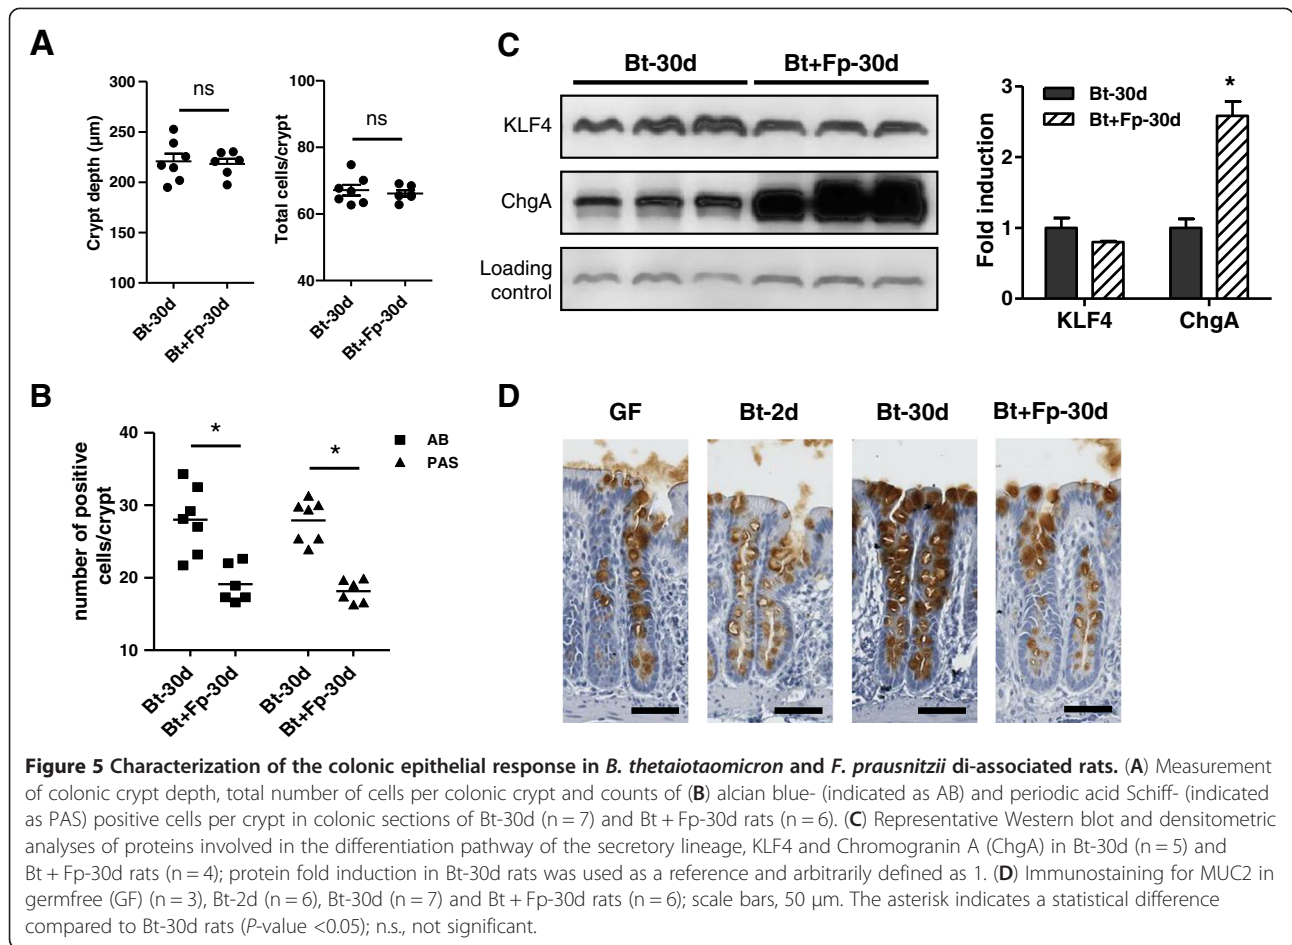 A
300
250
200
150
100
Crypt depth (µm)
ns
Bt-30d
Bt+Fp-30d
100
80
60
40
Total cells/crypt
ns
Bt-30d
Bt+Fp-30d
C
Bt-30d
Bt+Fp-30d
KLF4
ChgA
Loading
control
3
2
1
0
Fold induction
Bt-30d
Bt+Fp-30d
*
KLF4
ChgA
B
40
30
20
10
number of positive
cells/crypt
*
*
AB
PAS
Bt-30d
Bt+Fp-30d
Bt-30d
Bt+Fp-30d
D
GF
Bt-2d
Bt-30d
Bt+Fp-30d
Figure 5 Characterization of the colonic epithelial response in B. thetaiotaomicron and F. prausnitzii di-associated rats. (A) Measurement
of colonic crypt depth, total number of cells per colonic crypt and counts of (B) alcian blue- (indicated as AB) and periodic acid Schiff- (indicated
as PAS) positive cells per crypt in colonic sections of Bt-30d (n = 7) and Bt + Fp-30d rats (n = 6). (C) Representative Western blot and densitometric
analyses of proteins involved in the differentiation pathway of the secretory lineage, KLF4 and Chromogranin A (ChgA) in Bt-30d (n = 5) and
Bt + Fp-30d rats (n = 4); protein fold induction in Bt-30d rats was used as a reference and arbitrarily defined as 1. (D) Immunostaining for MUC2 in
germfree (GF) (n = 3), Bt-2d (n = 6), Bt-30d (n = 7) and Bt + Fp-30d rats (n = 6); scale bars, 50 µm. The asterisk indicates a statistical difference
compared to Bt-30d rats (P-value <0.05); n.s., not significant.